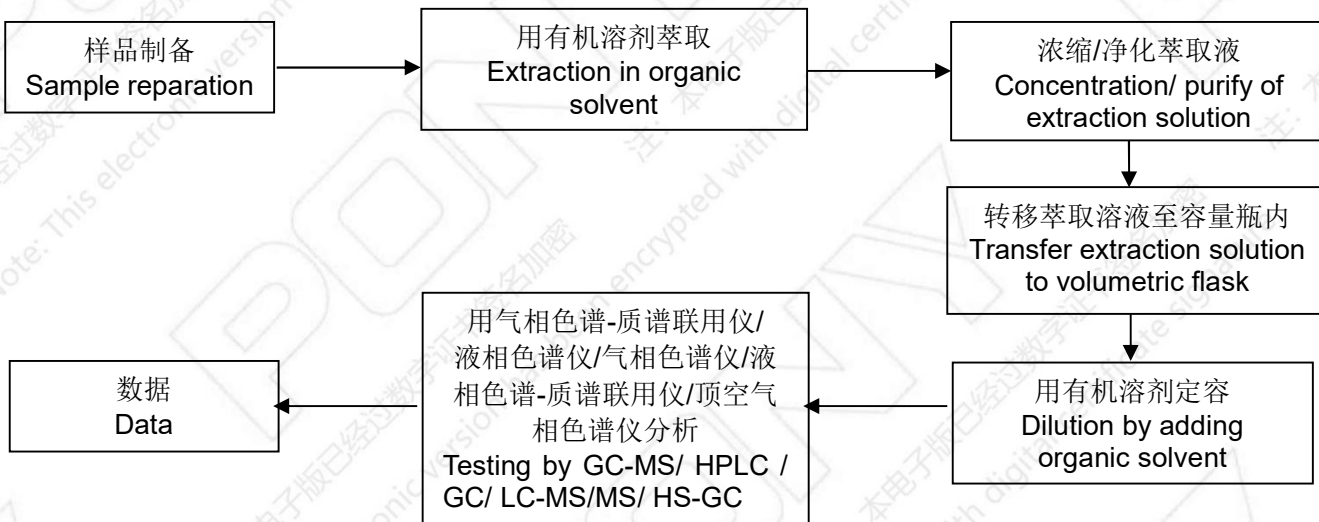 样品制备
Sample reparation
用有机溶剂萃取
Extraction in organic
solvent
浓缩/净化萃取液
Concentration/ purify of
extraction solution
转移萃取溶液至容量瓶内
Transfer extraction solution
to volumetric flask
用有机溶剂定容
Dilution by adding
organic solvent
用气相色谱-质谱联用仪/
液相色谱仪/气相色谱仪/液
相色谱-质谱联用仪/顶空气
相色谱仪分析
Testing by GC-MS/ HPLC /
GC/ LC-MS/MS/ HS-GC
数据
Data